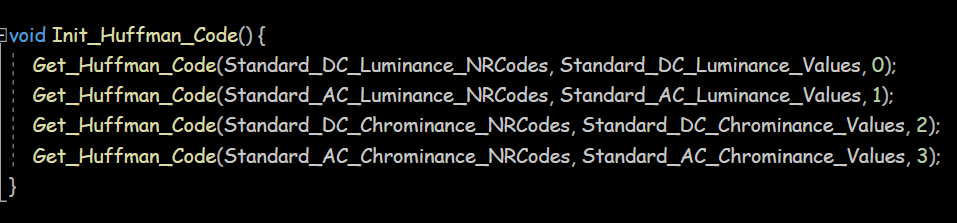 void Init_Huffman_Code() {
Get_Huffman_Code(Standard_DC_Luminance_NRCodes, Standard_DC_Luminance_Values, 0);
Get_Huffman_Code(Standard_AC_Luminance_NRCodes, Standard_AC_Luminance_Values, 1);
Get_Huffman_Code(Standard_DC_Chrominance_NRCodes, Standard_DC_Chrominance_Values, 2);
Get_Huffman_Code(Standard_AC_Chrominance_NRCodes, Standard_AC_Chrominance_Values, 3);
}